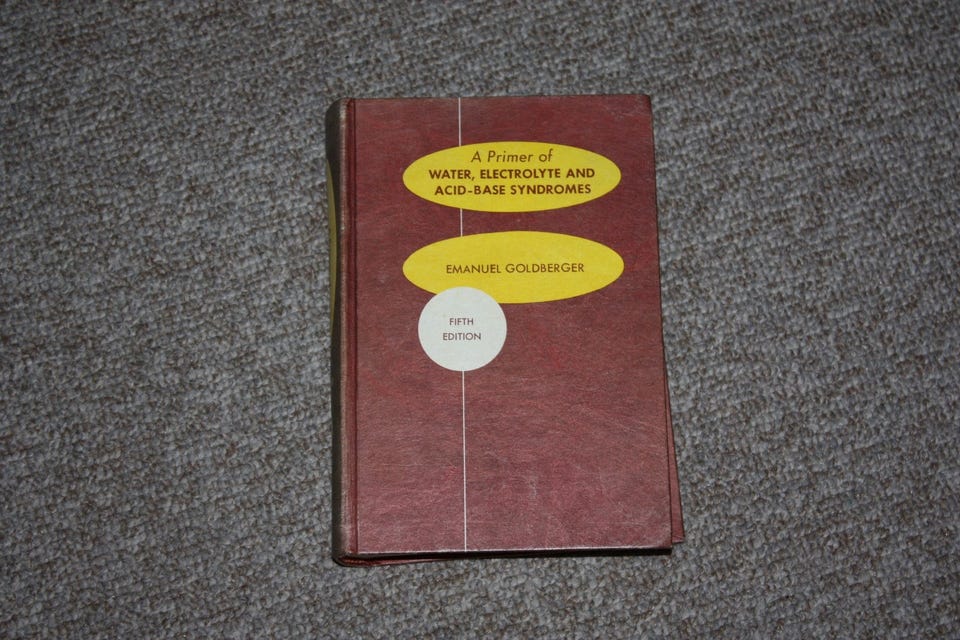 A Primer of
WATER, ELECTROLYTE AND
ACID-BASE SYNDROMES
EMANUEL GOLDBERGER
FIFTH
EDITION